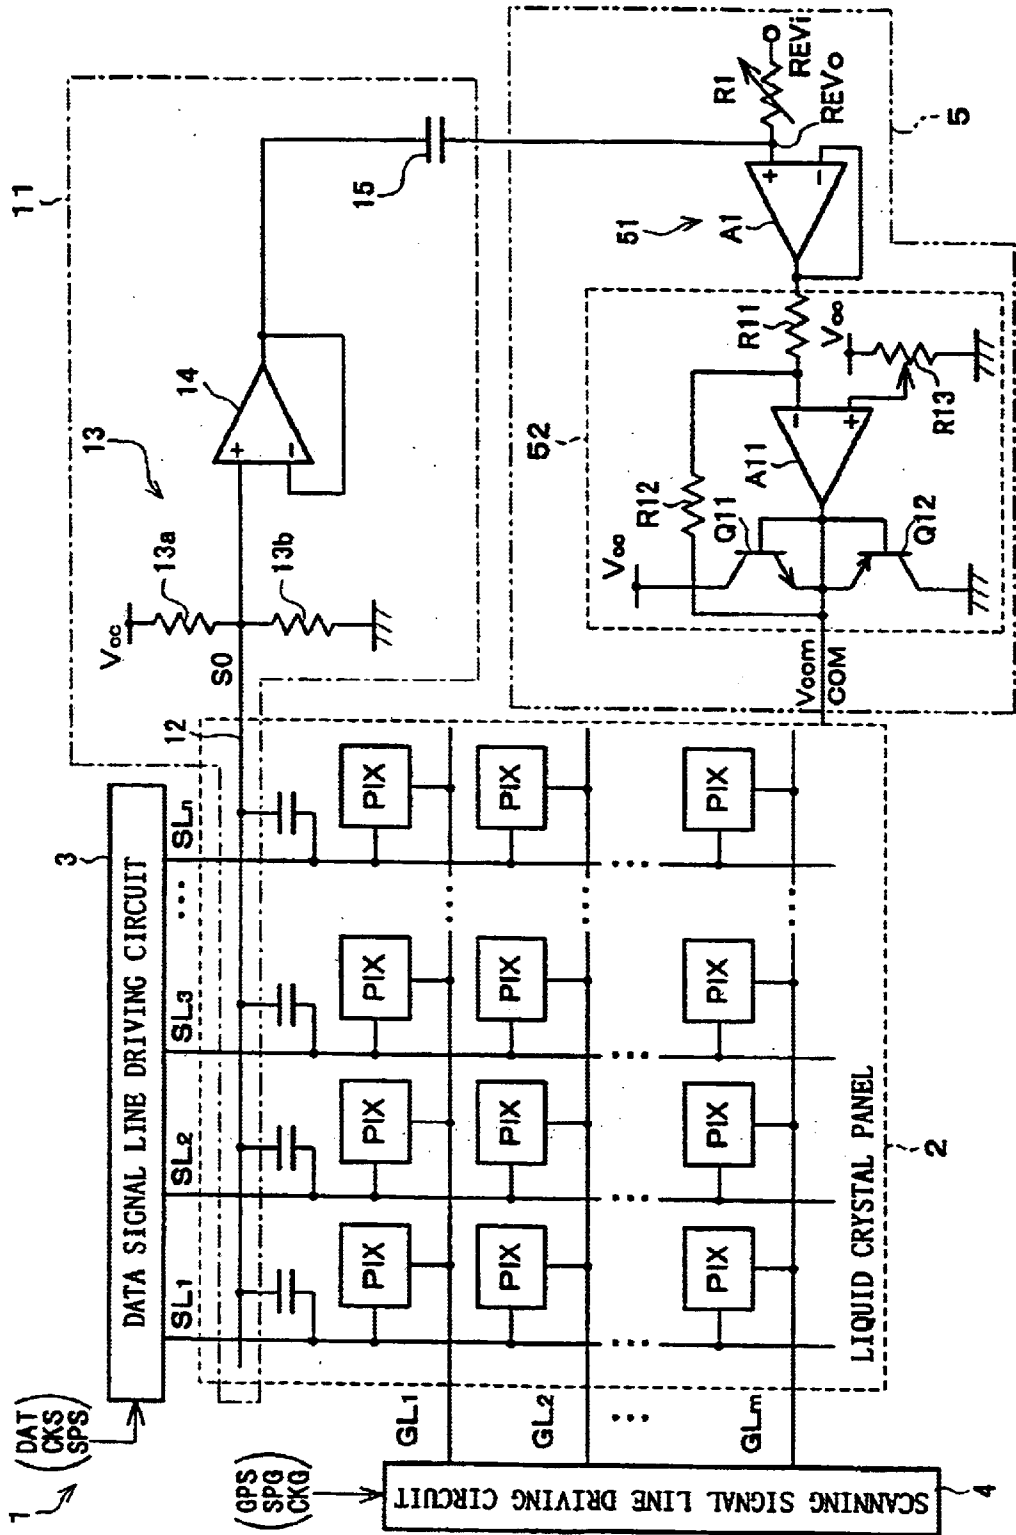 1
(DAT
CKS
SPS)
3
DATA SIGNAL LINE DRIVING CIRCUIT
SL1
SL2
SL3
...
SLn
12
11
13
Vcc
13a
13b
S0
14
+
−
15
(GPS
SPG
CKG)
SCANNING SIGNAL LINE DRIVING CIRCUIT
4
GL1
GL2
...
GLm
PIX PIX PIX ... PIX
PIX PIX PIX ... PIX
... ... ... ...
PIX PIX PIX ... PIX
LIQUID CRYSTAL PANEL
2
Vcom
COM
52
Vcc
R12
Q11
Q12
A11
−
+
R11
Vcc
R13
51
A1
+
−
R1
REVi
REVo
5